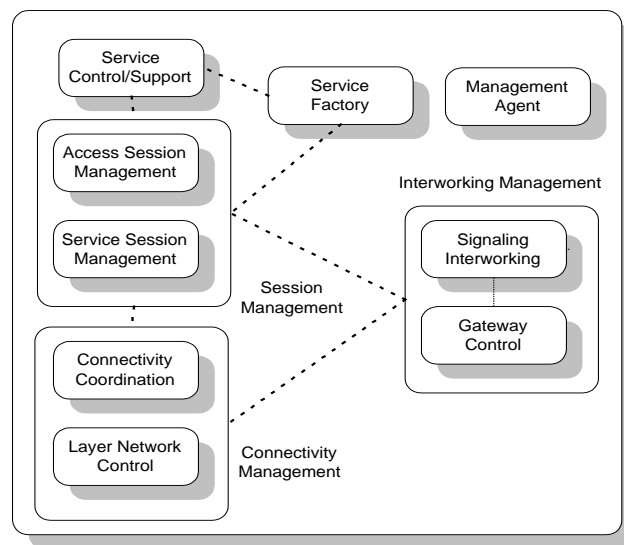 Service
Control/Support
Service
Factory
Management
Agent
Access Session
Management
Service Session
Management
Session
Management
Interworking Management
Signaling
Interworking
Gateway
Control
Connectivity
Coordination
Layer Network
Control
Connectivity
Management